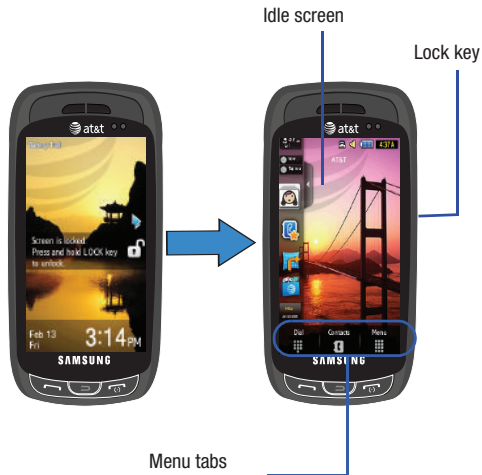 Idle screen
Lock key
at&t
Screen is locked.
Press and hold LOCK key
to unlock.
Feb 13
Fri
3:14PM
SAMSUNG
at&t
4:37A
AT&T
Dial
Contacts
Menu
SAMSUNG
Menu tabs